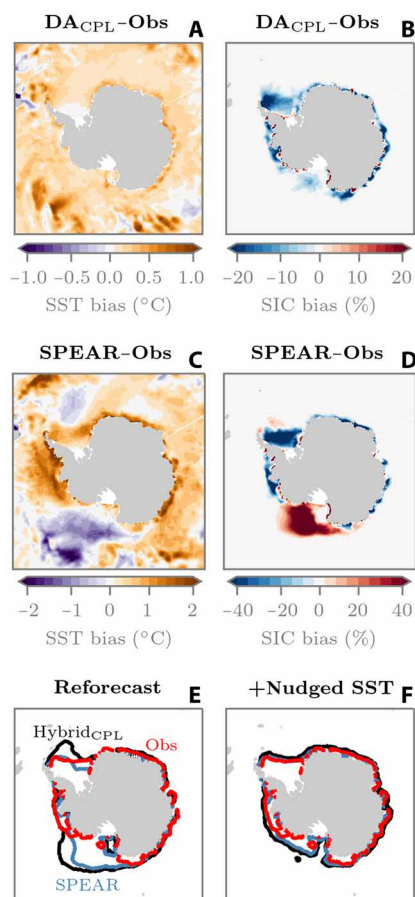 DA_CPL–Obs A
DA_CPL–Obs B
−1.0 −0.5 0.0 0.5 1.0
SST bias (°C)
−20 −10 0 10 20
SIC bias (%)
SPEAR–Obs C
SPEAR–Obs D
−2 −1 0 1 2
SST bias (°C)
−40 −20 0 20 40
SIC bias (%)
Reforecast E
+Nudged SST F
Hybrid_CPL
Obs
SPEAR